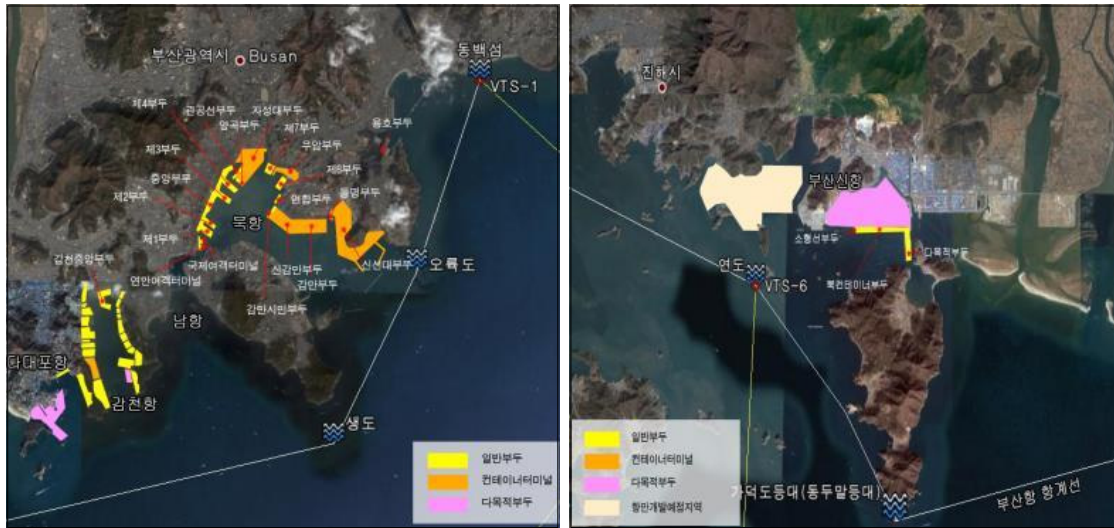 부산광역시
Busan
동백섬
VTS-1
제4부두
관공선부두
양곡부두
자성대부두
제7부두
우암부두
용호부두
제3부두
중앙부두
제2부두
제8부두
연합부두
동명부두
북항
제1부두
국제여객터미널
연안여객터미널
신감만부두
감만부두
신선대부두
감만시민부두
오륙도
감천중앙부두
남항
다대포항
감천항
생도
일반부두
컨테이너터미널
다목적부두
진해시
부산신항
소형선부두
다목적부두
북컨테이너부두
연도
VTS-6
가덕도등대(동두말등대)
부산항 항계선
일반부두
컨테이너터미널
다목적부두
항만개발예정지역